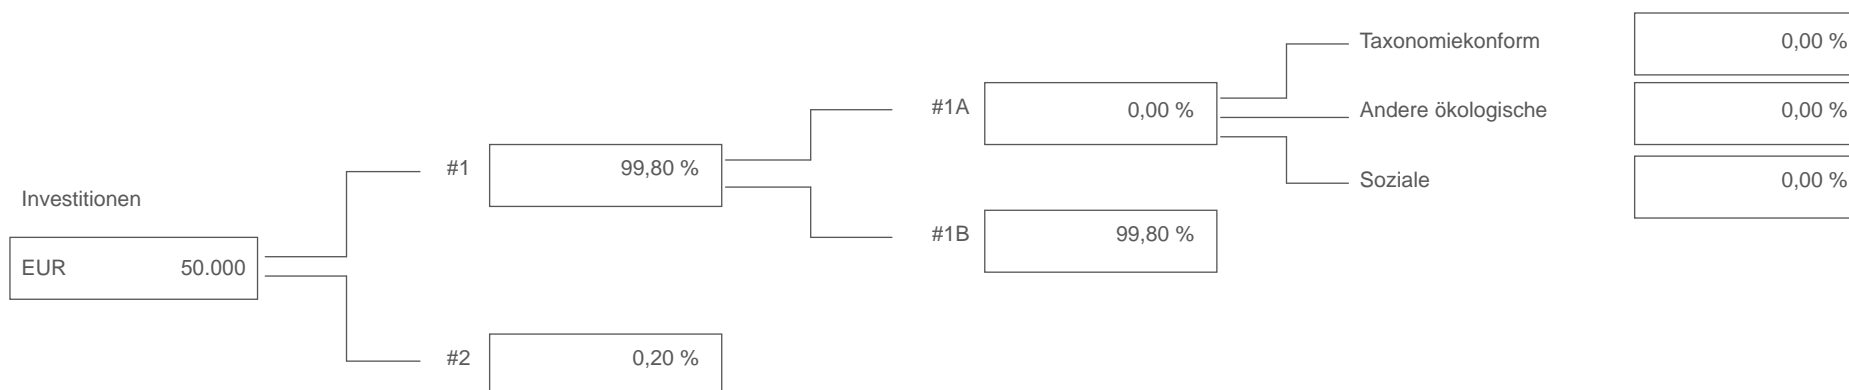 Investitionen
EUR 50.000
#1 99,80 %
#2 0,20 %
#1A 0,00 %
#1B 99,80 %
Taxonomiekonform 0,00 %
Andere ökologische 0,00 %
Soziale 0,00 %